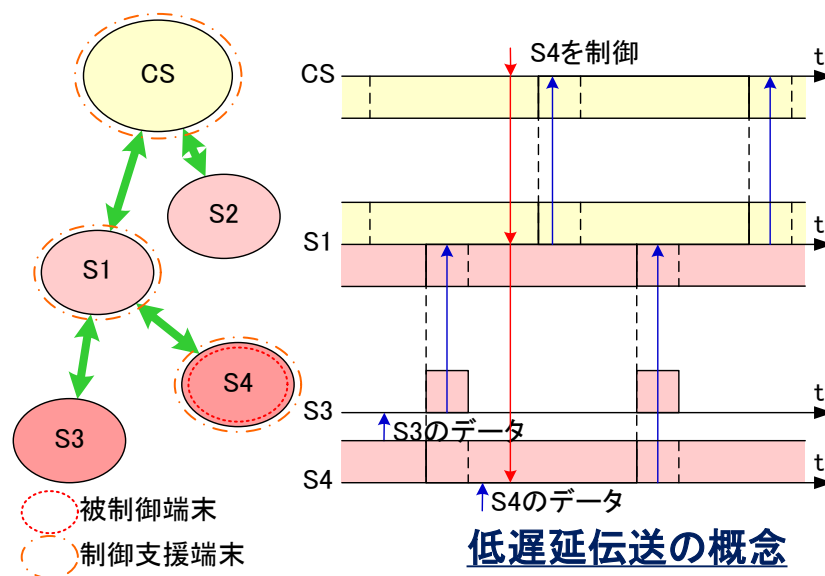 CS
S2
S1
S4
S3
被制御端末
制御支援端末
S4を制御
CS
t
S1
t
S3
t
S3のデータ
S4
t
S4のデータ
低遅延伝送の概念